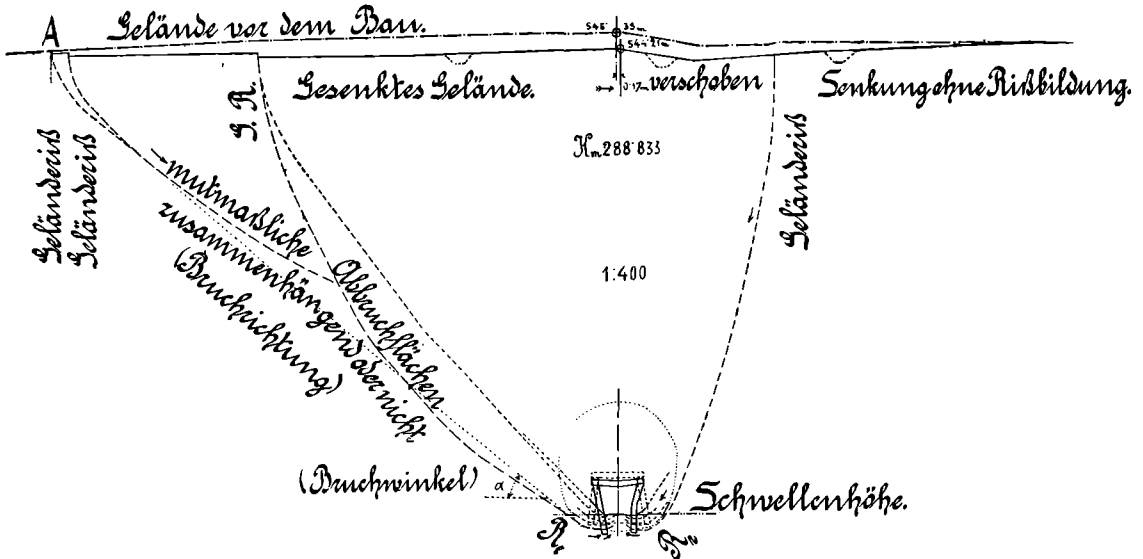 A
Gelände vor dem Bau.
Gesenktes Gelände.
verschoben
Senkung ohne Rißbildung.
G. R.
Km 288·833
Geländeriß
Geländeriß
Geländeriß
mutmaßliche
Abbruchflächen
zusammenhängend oder nicht
(Bruchrichtung)
1:400
(Bruchwinkel)
α
Schwellenhöhe.